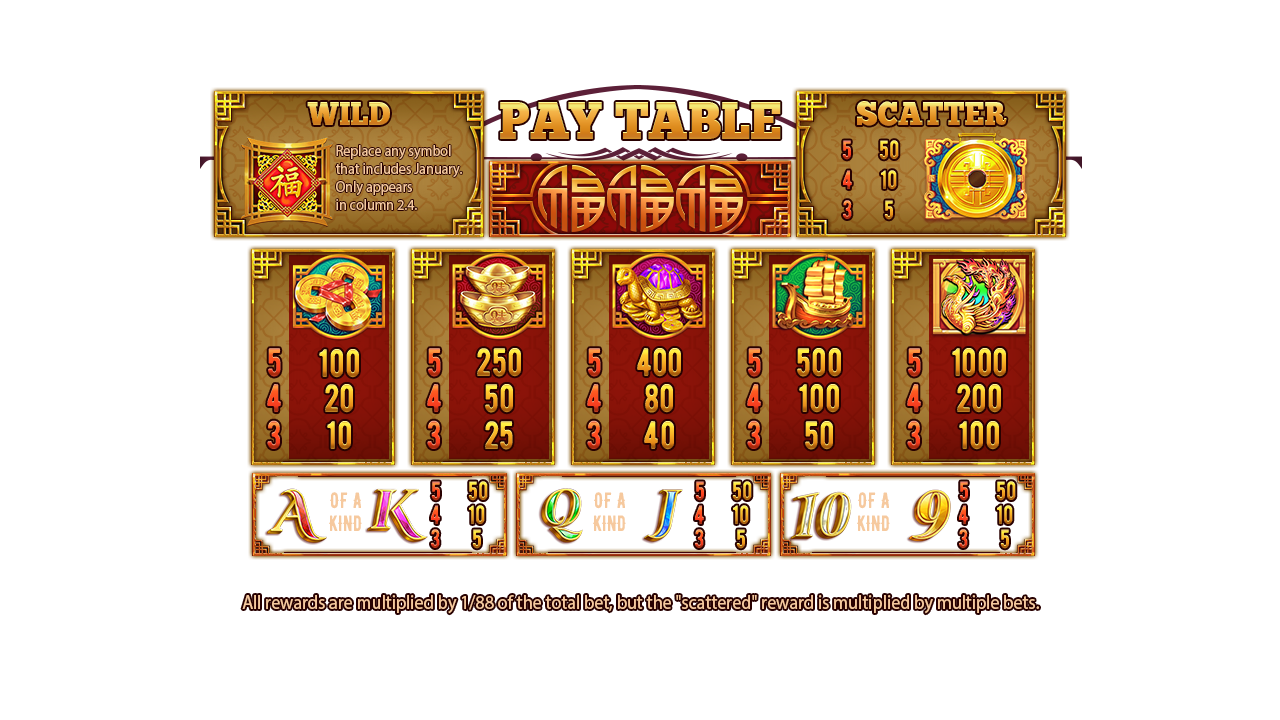 WILD
Replace any symbol
that includes January.
Only appears
in column 2.4.
福
PAY TABLE
福福福
SCATTER
5 50
4 10
3 5
5 100
4 20
3 10
5 250
4 50
3 25
5 400
4 80
3 40
5 500
4 100
3 50
5 1000
4 200
3 100
A OF A KIND K
5 50
4 10
3 5
Q OF A KIND J
5 50
4 10
3 5
10 OF A KIND 9
5 50
4 10
3 5
All rewards are multiplied by 1/88 of the total bet, but the "scattered" reward is multiplied by multiple bets.